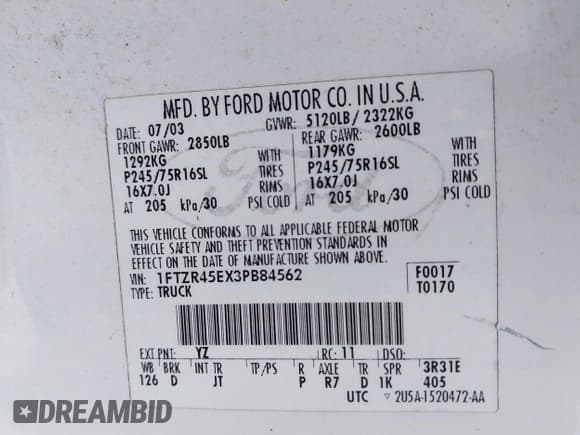 MFD. BY FORD MOTOR CO. IN U.S.A.
DATE: 07/03 GVWR: 5120LB/ 2322KG
FRONT GAWR: 2850LB REAR GAWR: 2600LB
1292KG WITH 1179KG WITH
P245/75R16SL TIRES P245/75R16SL TIRES
16X7.0J RIMS 16X7.0J RIMS
AT 205 kPa/30 PSI COLD AT 205 kPa/30 PSI COLD
THIS VEHICLE CONFORMS TO ALL APPLICABLE FEDERAL MOTOR
VEHICLE SAFETY AND THEFT PREVENTION STANDARDS IN
EFFECT ON THE DATE OF MANUFACTURE SHOWN ABOVE.
VIN: 1FTZR45EX3PB84562 F0017
TYPE: TRUCK T0170
Ford
EXT PNT: YZ RC: 11 DSO:
WB BRK INT TR TP/PS R AXLE TR SPR 3R31E
126 D JT P R7 D 1K 405
UTC 2U5A-1520472-AA
DREAMBID